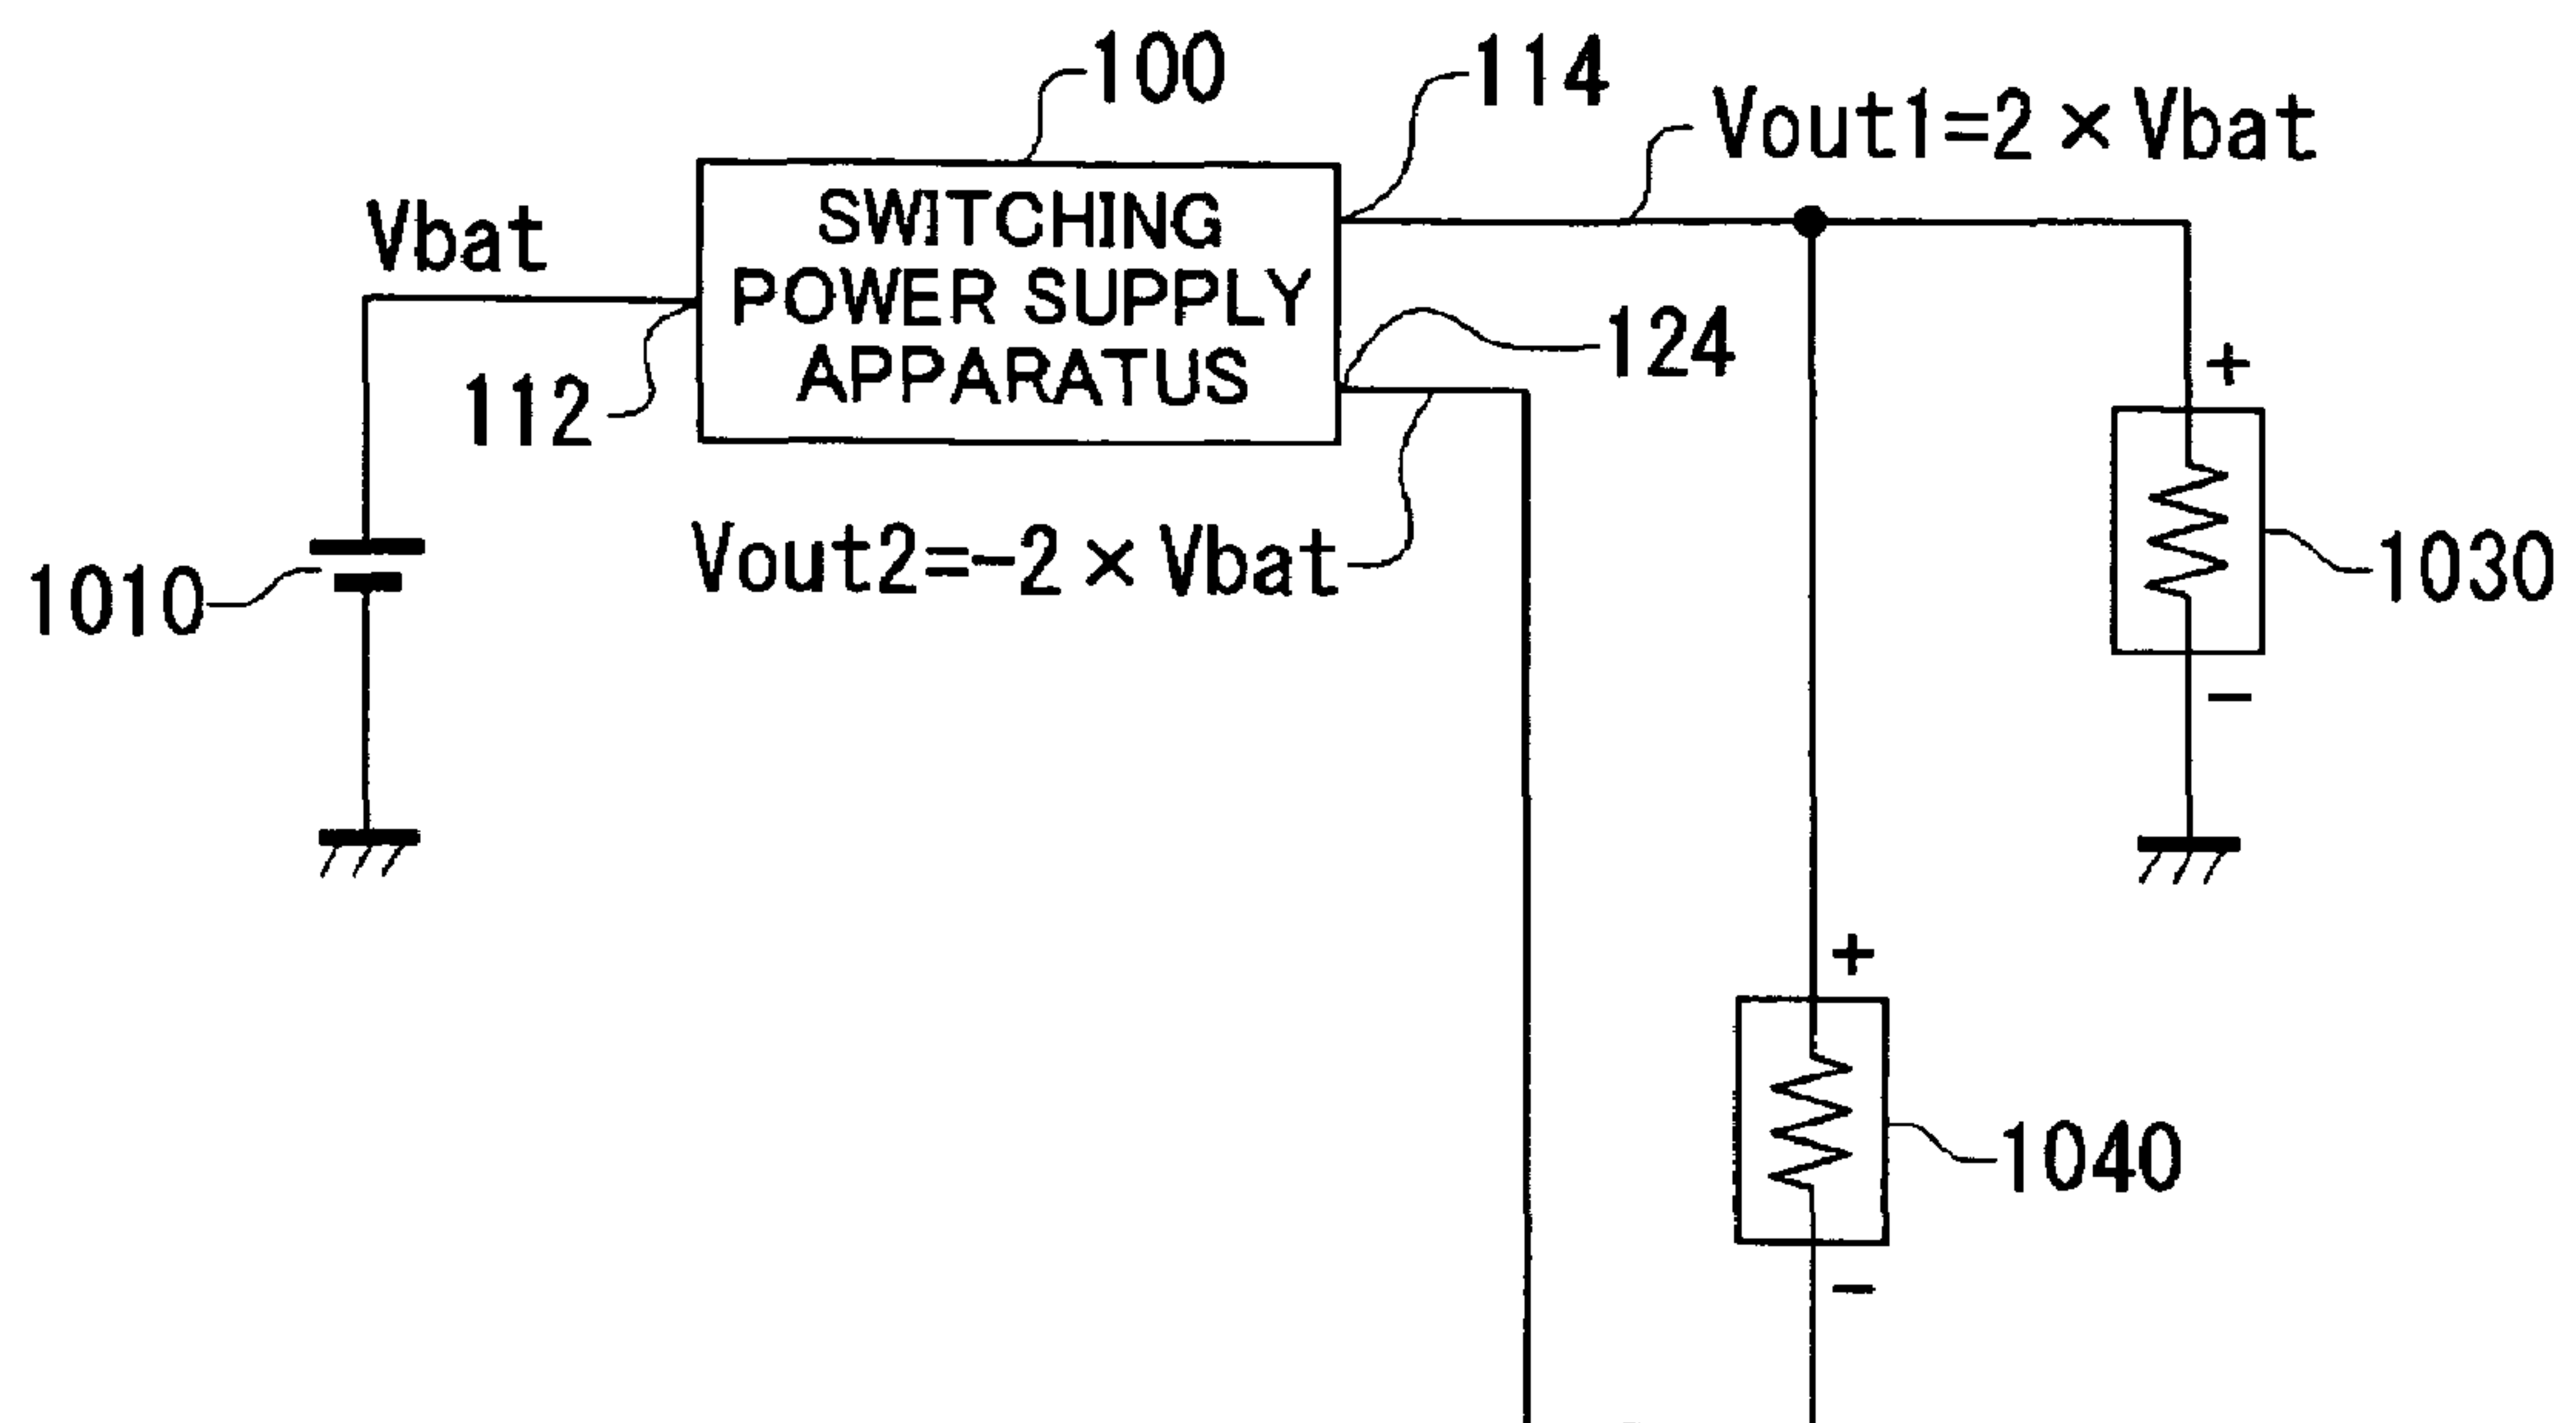 100
114
Vout1=2 × Vbat
Vbat
SWITCHING
POWER SUPPLY
APPARATUS
112
124
+
Vout2=-2 × Vbat
1010
1030
−
+
1040
−